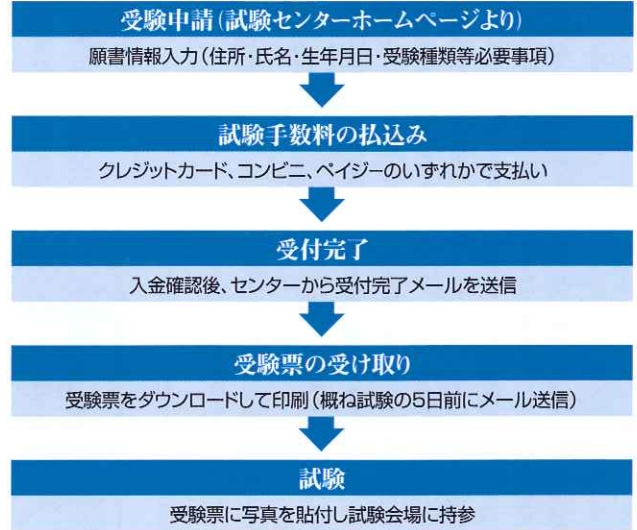 受験申請(試験センターホームページより)
願書情報入力(住所・氏名・生年月日・受験種類等必要事項)
試験手数料の払込み
クレジットカード、コンビニ、ペイジーのいずれかで支払い
受付完了
入金確認後、センターから受付完了メールを送信
受験票の受け取り
受験票をダウンロードして印刷(概ね試験の5日前にメール送信)
試験
受験票に写真を貼付し試験会場に持参